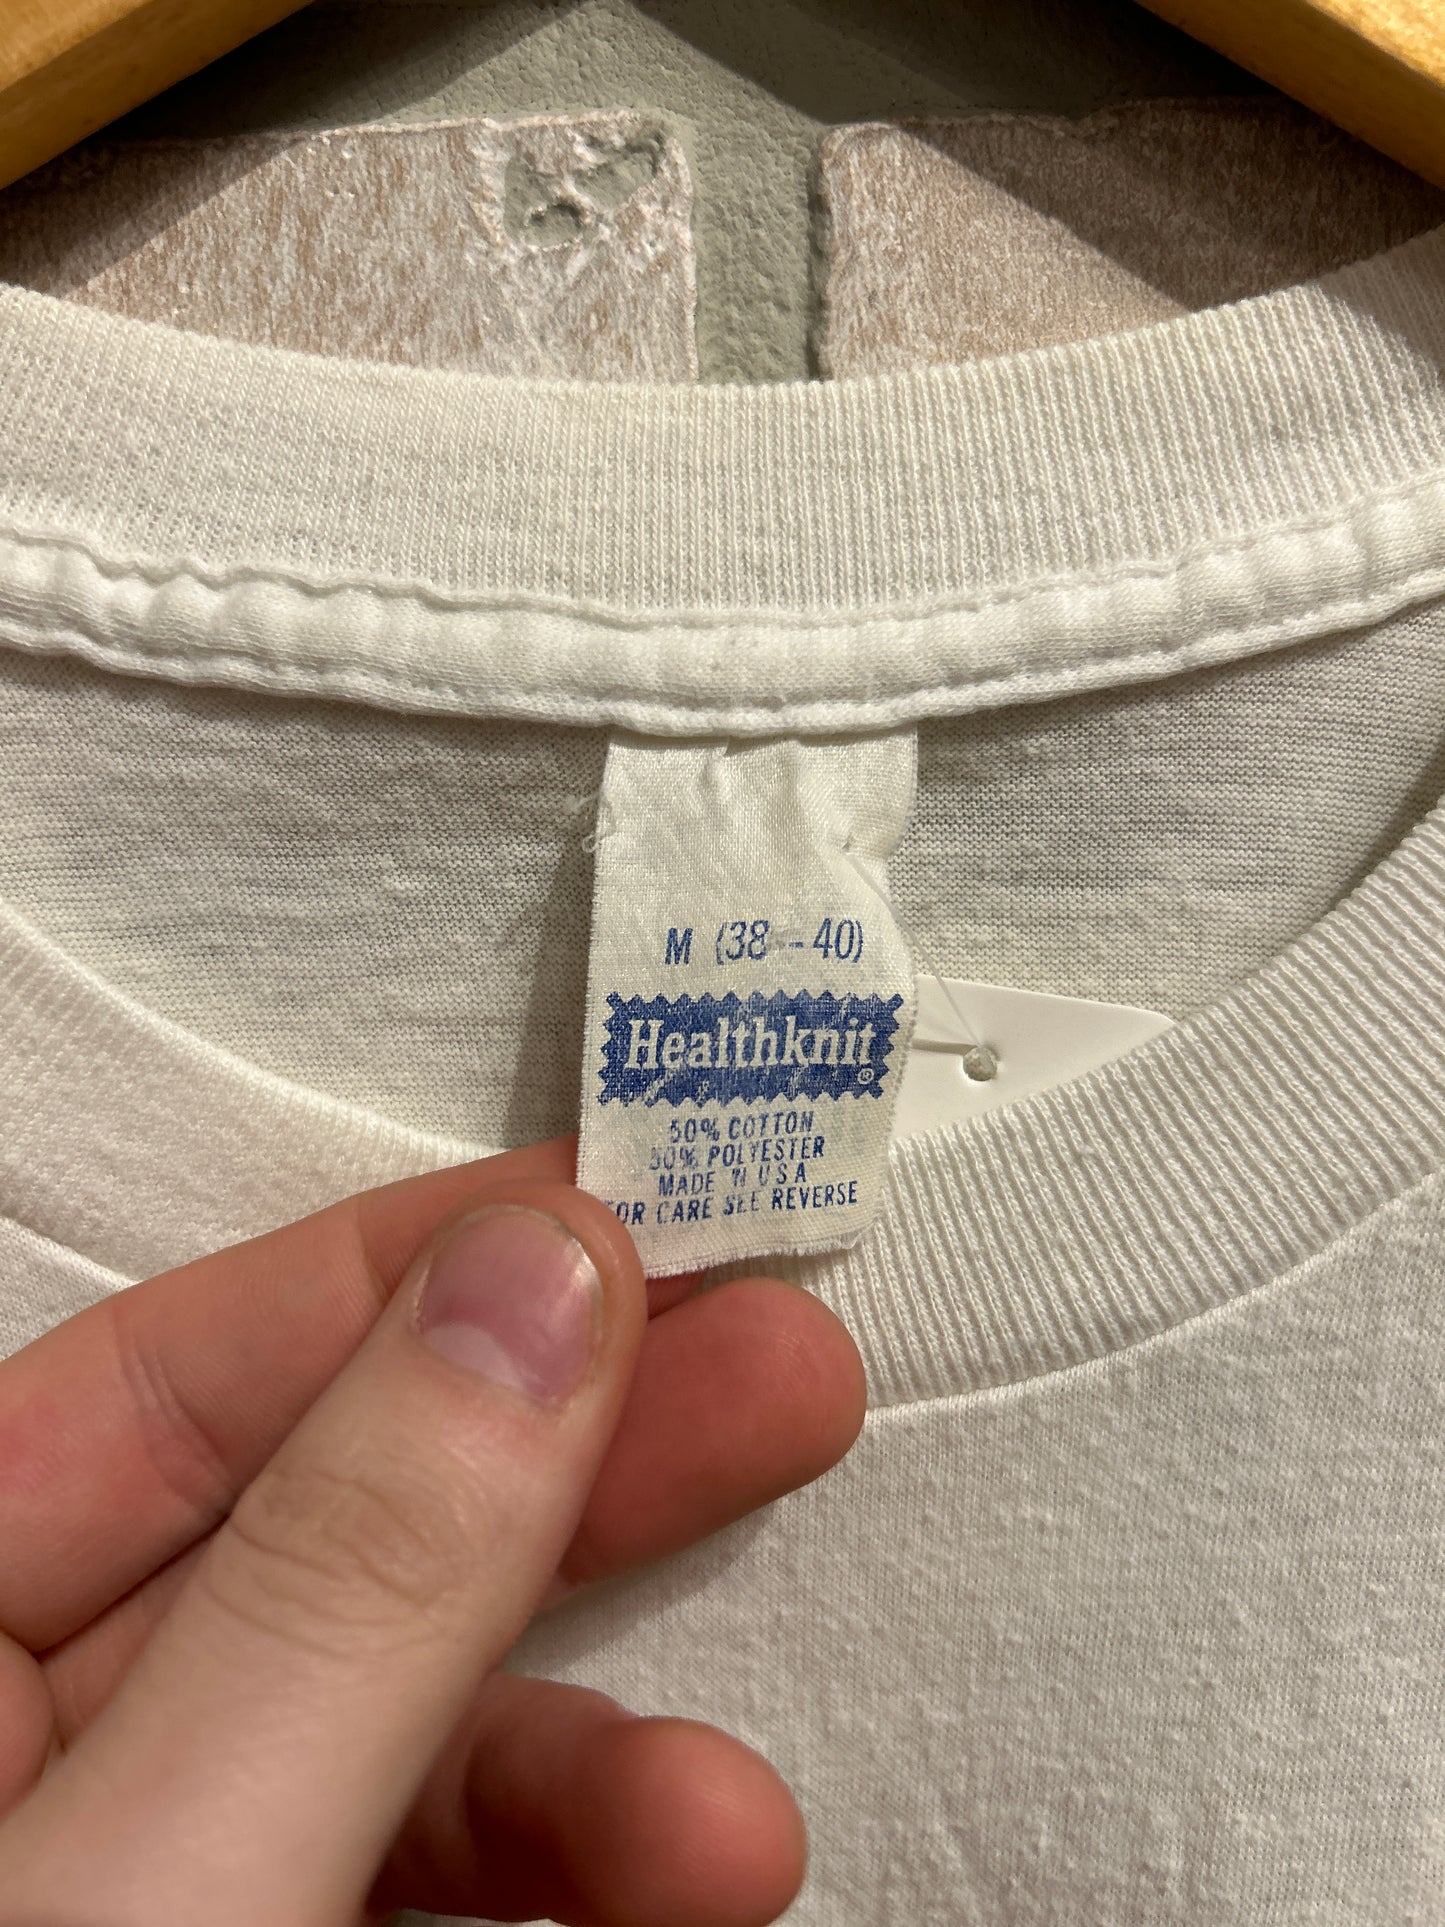 M (38 - 40)
Healthknit®
50% COTTON
50% POLYESTER
MADE IN USA
FOR CARE SEE REVERSE